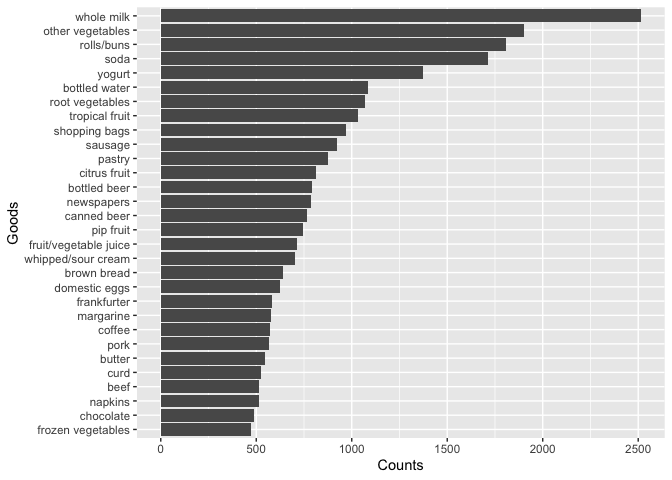 whole milk
other vegetables
rolls/buns
soda
yogurt
bottled water
root vegetables
tropical fruit
shopping bags
sausage
pastry
citrus fruit
bottled beer
newspapers
canned beer
pip fruit
fruit/vegetable juice
whipped/sour cream
brown bread
domestic eggs
frankfurter
margarine
coffee
pork
butter
curd
beef
napkins
chocolate
frozen vegetables
Goods
0 500 1000 1500 2000 2500
Counts